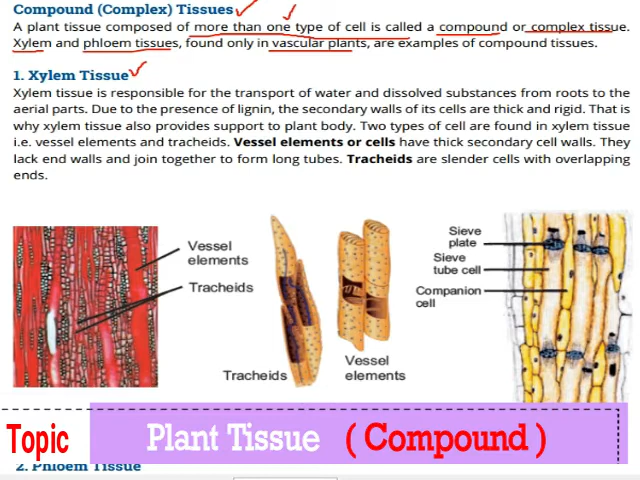 Compound (Complex) Tissues
A plant tissue composed of more than one type of cell is called a compound or complex tissue.
Xylem and phloem tissues, found only in vascular plants, are examples of compound tissues.
1. Xylem Tissue
Xylem tissue is responsible for the transport of water and dissolved substances from roots to the
aerial parts. Due to the presence of lignin, the secondary walls of its cells are thick and rigid. That is
why xylem tissue also provides support to plant body. Two types of cell are found in xylem tissue
i.e. vessel elements and tracheids. Vessel elements or cells have thick secondary cell walls. They
lack end walls and join together to form long tubes. Tracheids are slender cells with overlapping
ends.
Vessel
elements
Tracheids
Tracheids
Vessel
elements
Sieve
plate
Sieve
tube cell
Companion
cell
Topic
Plant Tissue ( Compound )
2. Phloem Tissue